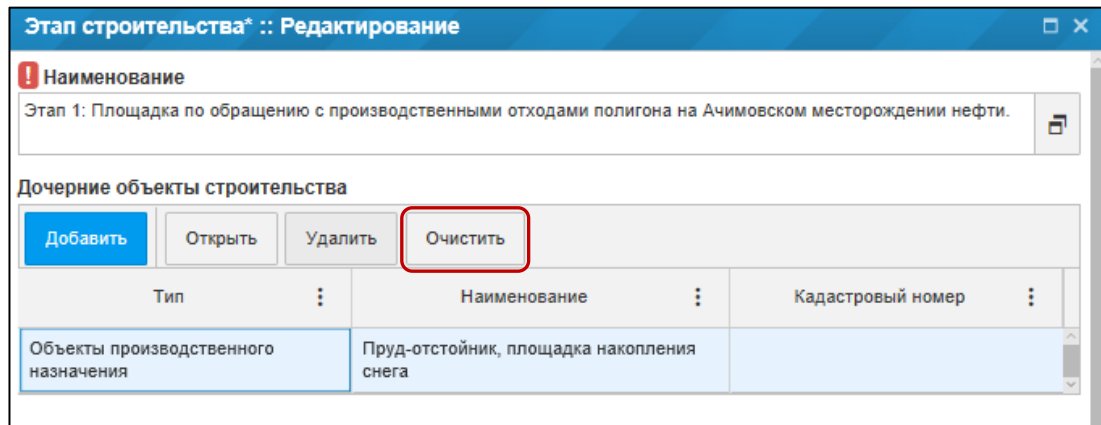 Этап строительства* :: Редактирование
! Наименование
Этап 1: Площадка по обращению с производственными отходами полигона на Ачимовском месторождении нефти.
Дочерние объекты строительства
Добавить Открыть Удалить Очистить
Тип Наименование Кадастровый номер
Объекты производственного Пруд-отстойник, площадка накопления
назначения снега